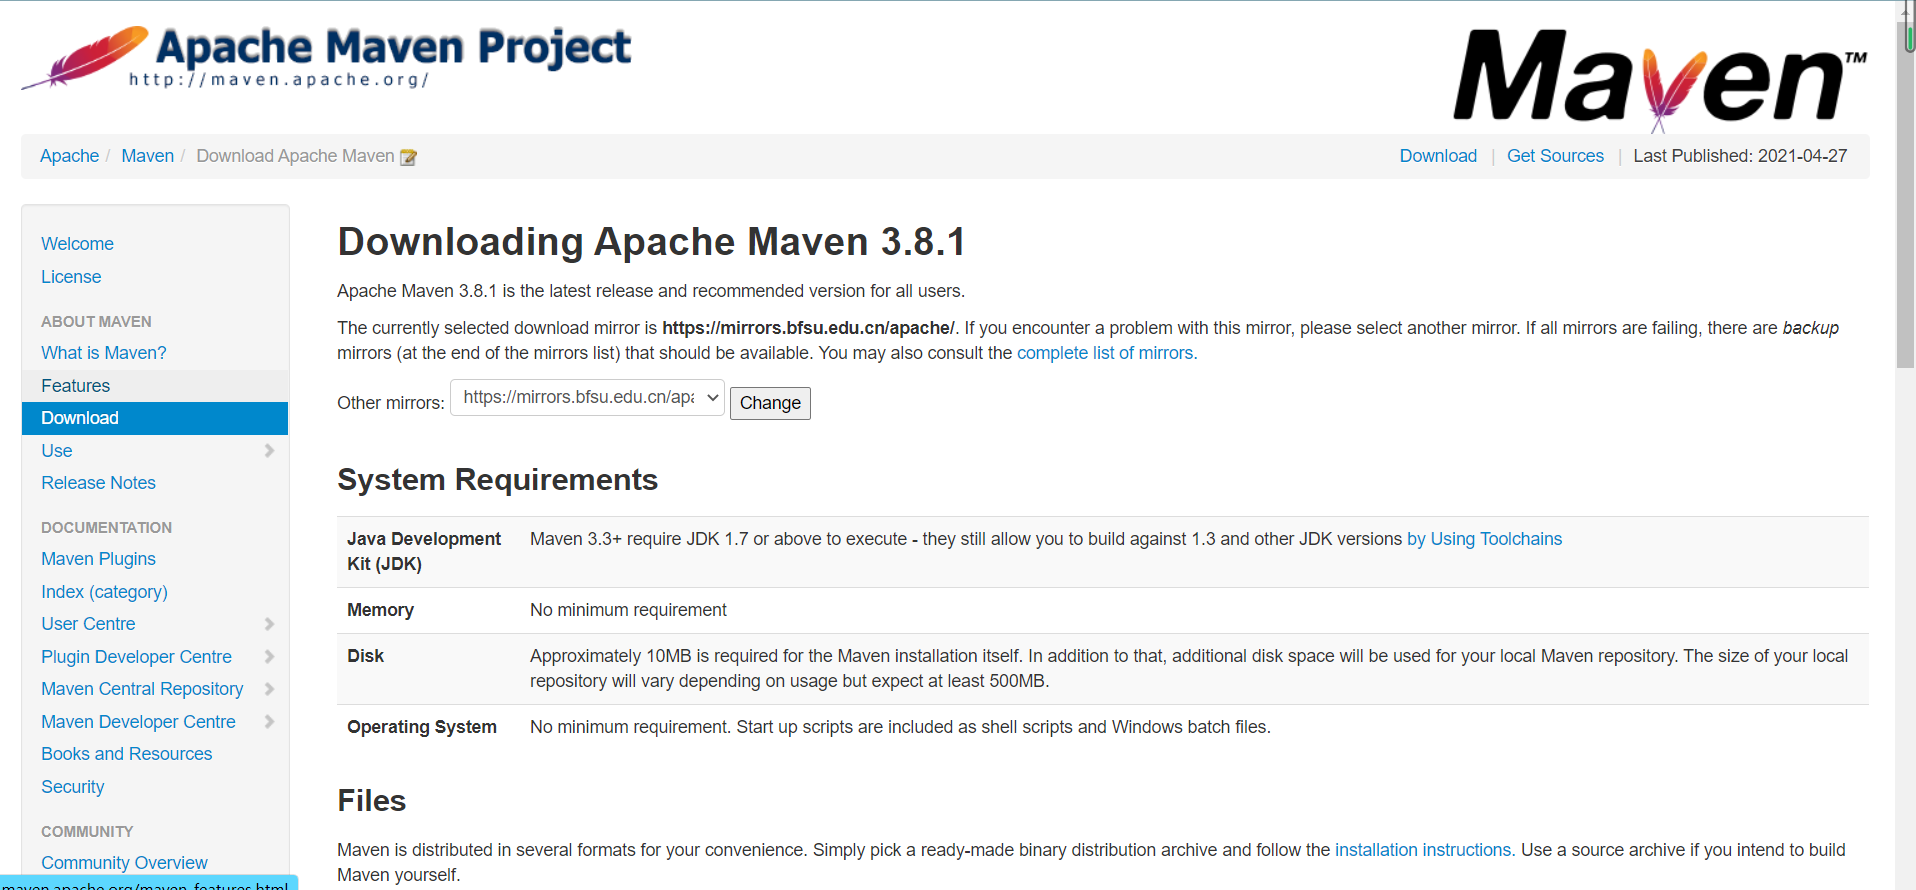 Apache Maven Project
http://maven.apache.org/
Maven™
Apache / Maven / Download Apache Maven
Download | Get Sources | Last Published: 2021-04-27
Welcome
License
ABOUT MAVEN
What is Maven?
Features
Download
Use
Release Notes
DOCUMENTATION
Maven Plugins
Index (category)
User Centre
Plugin Developer Centre
Maven Central Repository
Maven Developer Centre
Books and Resources
Security
COMMUNITY
Community Overview
maven.apache.org/maven-features.html
Downloading Apache Maven 3.8.1
Apache Maven 3.8.1 is the latest release and recommended version for all users.
The currently selected download mirror is https://mirrors.bfsu.edu.cn/apache/. If you encounter a problem with this mirror, please select another mirror. If all mirrors are failing, there are backup
mirrors (at the end of the mirrors list) that should be available. You may also consult the complete list of mirrors.
Other mirrors: https://mirrors.bfsu.edu.cn/apa Change
System Requirements
Java Development Maven 3.3+ require JDK 1.7 or above to execute - they still allow you to build against 1.3 and other JDK versions by Using Toolchains
Kit (JDK)
Memory No minimum requirement
Disk Approximately 10MB is required for the Maven installation itself. In addition to that, additional disk space will be used for your local Maven repository. The size of your local
repository will vary depending on usage but expect at least 500MB.
Operating System No minimum requirement. Start up scripts are included as shell scripts and Windows batch files.
Files
Maven is distributed in several formats for your convenience. Simply pick a ready-made binary distribution archive and follow the installation instructions. Use a source archive if you intend to build
Maven yourself.